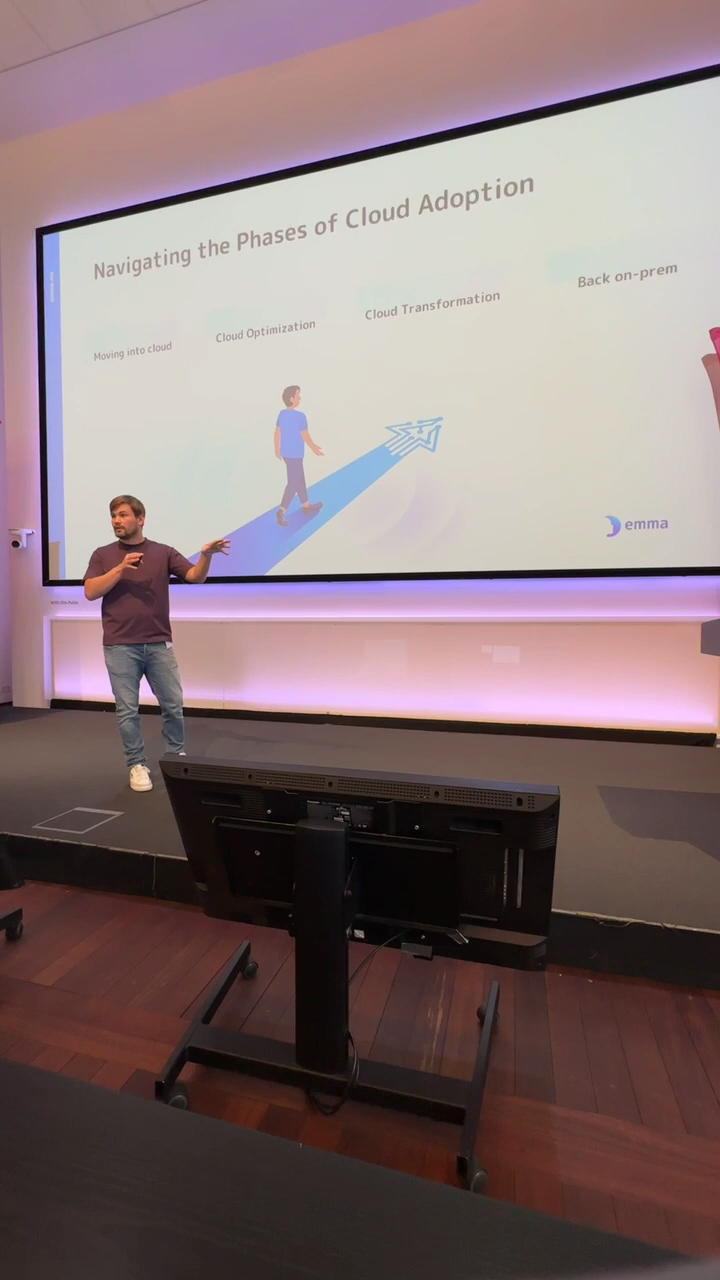 Navigating the Phases of Cloud Adoption
Moving into cloud
Cloud Optimization
Cloud Transformation
Back on-prem
emma